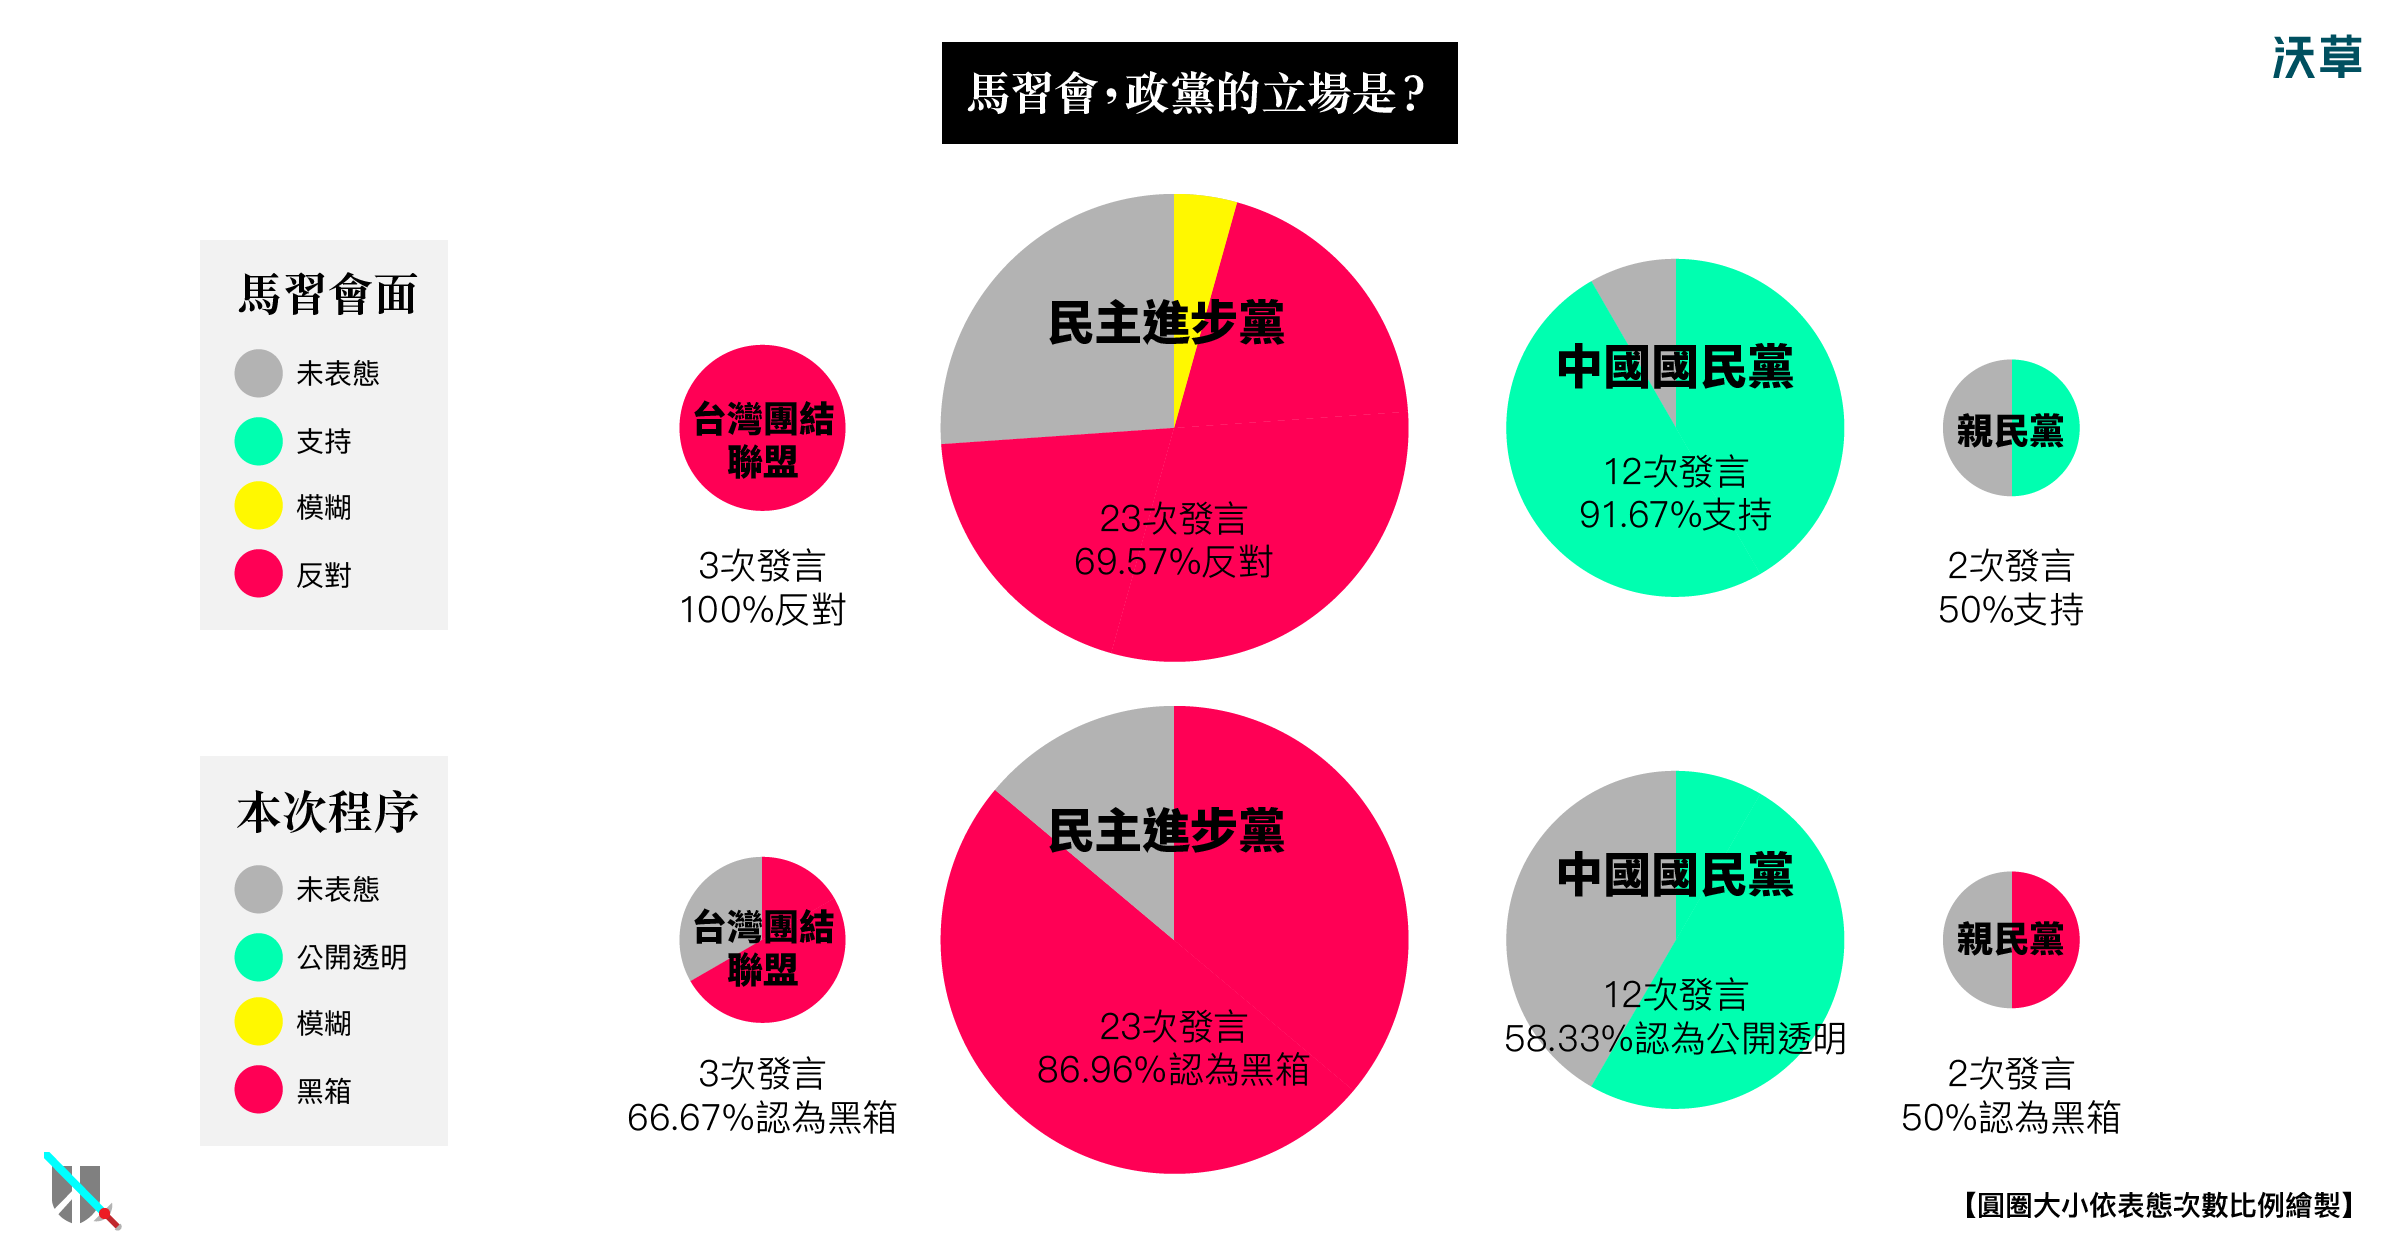 沃草
馬習會，政黨的立場是？
馬習會面
未表態
支持
模糊
反對
台灣團結
聯盟
3次發言
100%反對
民主進步黨
23次發言
69.57%反對
中國國民黨
12次發言
91.67%支持
親民黨
2次發言
50%支持
本次程序
未表態
公開透明
模糊
黑箱
台灣團結
聯盟
3次發言
66.67%認為黑箱
民主進步黨
23次發言
86.96%認為黑箱
中國國民黨
12次發言
58.33%認為公開透明
親民黨
2次發言
50%認為黑箱
【圓圈大小依表態次數比例繪製】